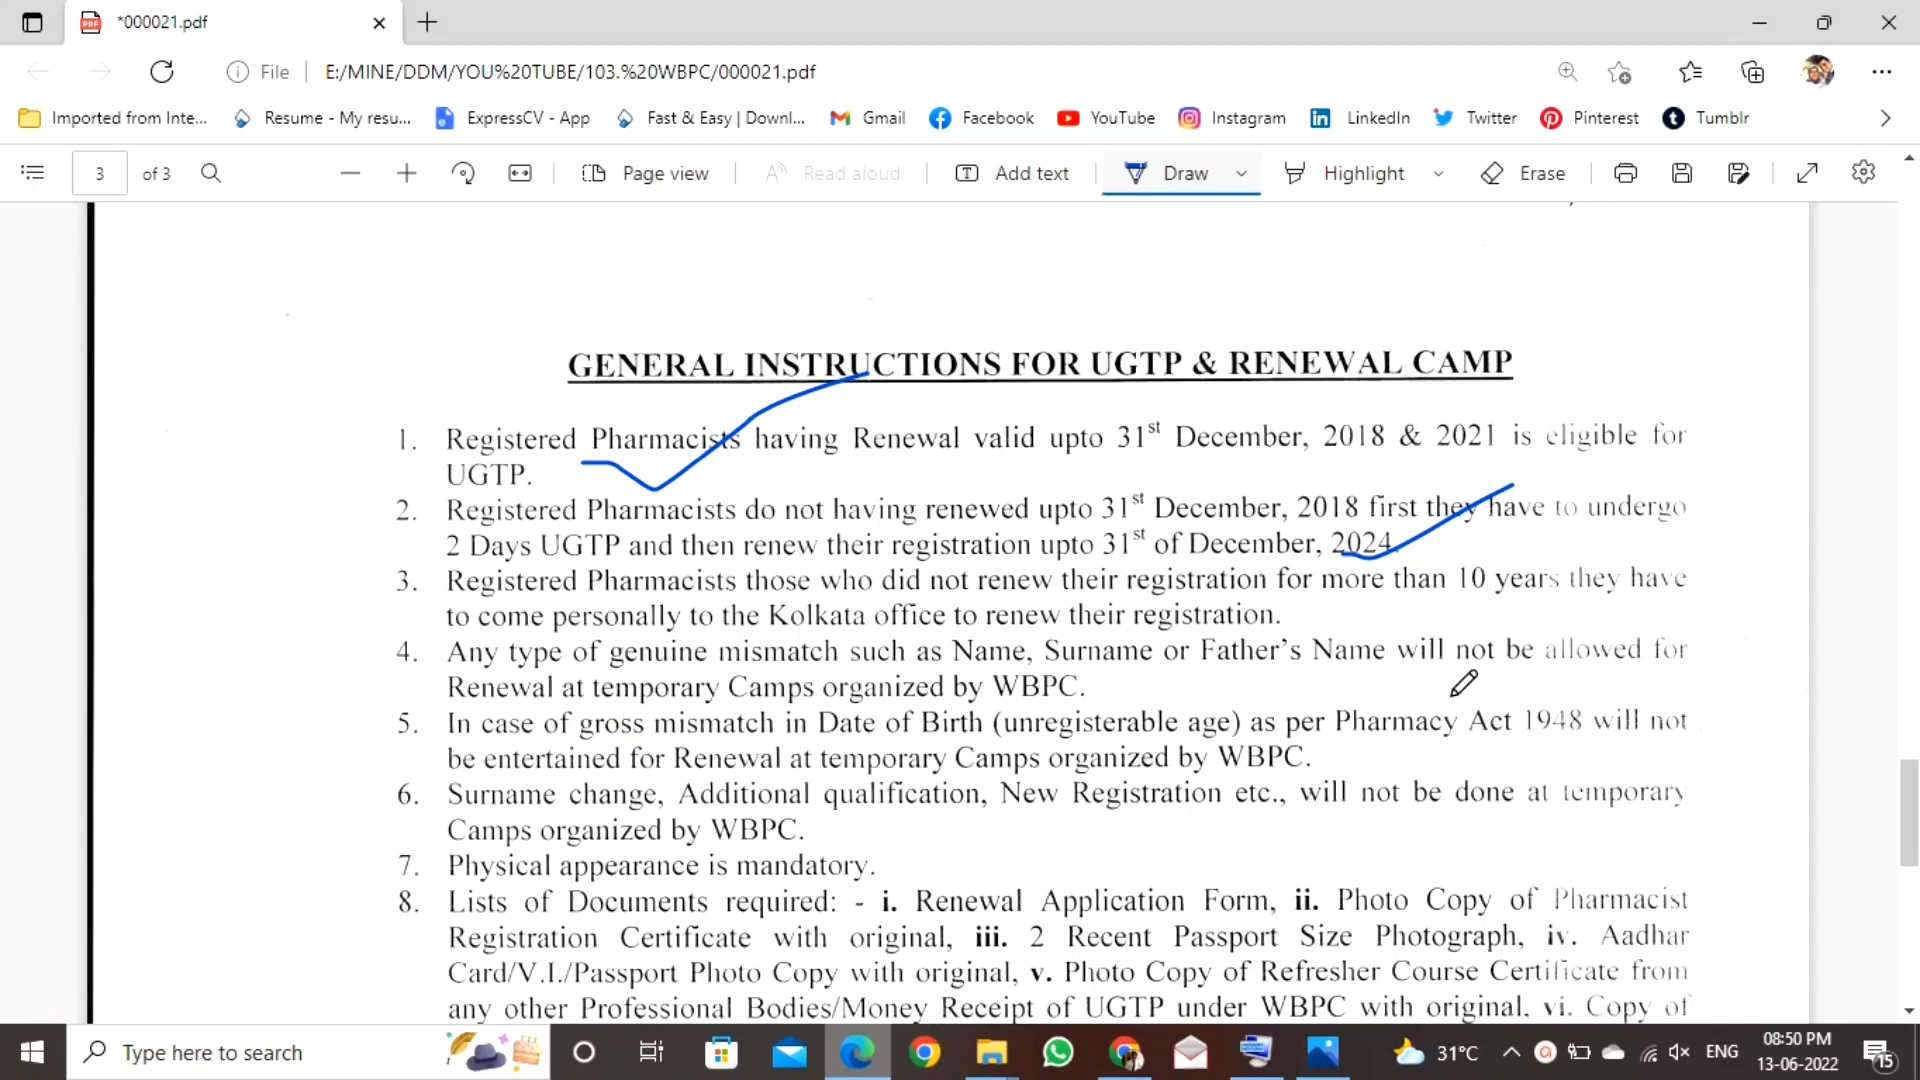 *000021.pdf
File E:/MINE/DDM/YOU%20TUBE/103.%20WBPC/000021.pdf
Imported from Inte... Resume - My resu... ExpressCV - App Fast & Easy | Downl... Gmail Facebook YouTube Instagram LinkedIn Twitter Pinterest Tumblr
3 of 3 Page view Read aloud Add text Draw Highlight Erase
GENERAL INSTRUCTIONS FOR UGTP & RENEWAL CAMP
1. Registered Pharmacists having Renewal valid upto 31st December, 2018 & 2021 is eligible for
UGTP.
2. Registered Pharmacists do not having renewed upto 31st December, 2018 first they have to undergo
2 Days UGTP and then renew their registration upto 31st of December, 2024.
3. Registered Pharmacists those who did not renew their registration for more than 10 years they have
to come personally to the Kolkata office to renew their registration.
4. Any type of genuine mismatch such as Name, Surname or Father's Name will not be allowed for
Renewal at temporary Camps organized by WBPC.
5. In case of gross mismatch in Date of Birth (unregisterable age) as per Pharmacy Act 1948 will not
be entertained for Renewal at temporary Camps organized by WBPC.
6. Surname change, Additional qualification, New Registration etc., will not be done at temporary
Camps organized by WBPC.
7. Physical appearance is mandatory.
8. Lists of Documents required: - i. Renewal Application Form, ii. Photo Copy of Pharmacist
Registration Certificate with original, iii. 2 Recent Passport Size Photograph, iv. Aadhar
Card/V.I./Passport Photo Copy with original, v. Photo Copy of Refresher Course Certificate from
any other Professional Bodies/Money Receipt of UGTP under WBPC with original, vi. Copy of
Type here to search 31°C ENG 08:50 PM
13-06-2022 15